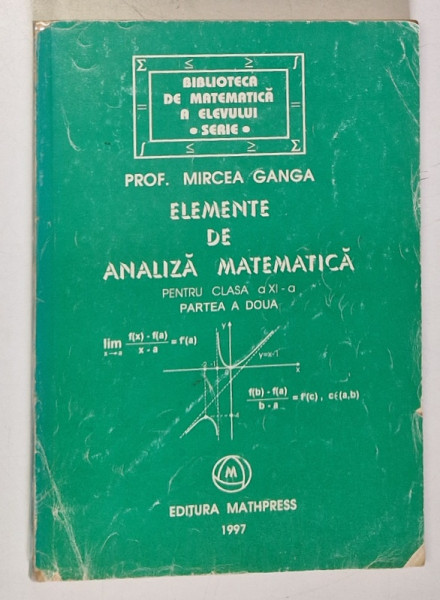 Σ ≤ ≥ ∫
BIBLIOTECA
= DE MATEMATICĂ =
A ELEVULUI
• SERIE •
∫ ≤ ≥ Σ
PROF. MIRCEA GANGA
ELEMENTE
DE
ANALIZĂ MATEMATICĂ
PENTRU CLASA a XI - a
PARTEA A DOUA
lim x→a f(x) - f(a) / x - a = f'(a)
y
y=x-1
x
-1
f(b) - f(a) / b - a = f'(c) , c∈(a,b)
M
EDITURA MATHPRESS
1997